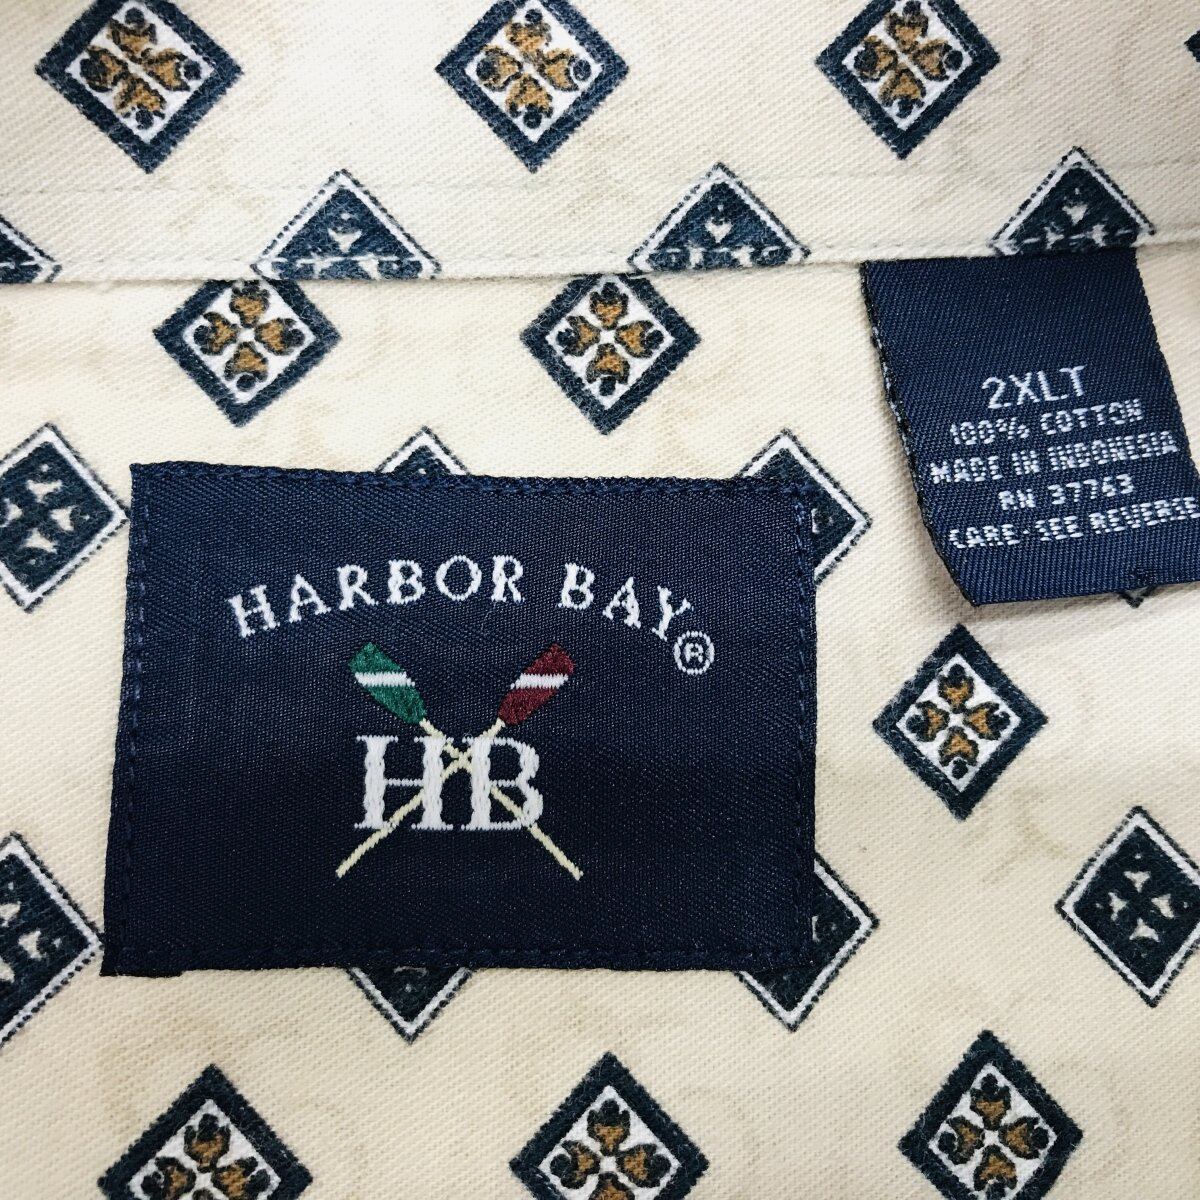 2XLT
100% COTTON
MADE IN INDONESIA
RN 37763
CARE-SEE REVERSE
HARBOR BAY®
HB